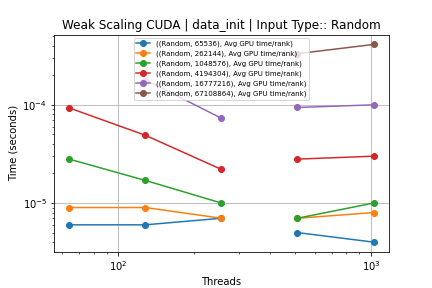 Weak Scaling CUDA | data_init | Input Type:: Random
((Random, 65536), Avg GPU time/rank)
((Random, 262144), Avg GPU time/rank)
((Random, 1048576), Avg GPU time/rank)
((Random, 4194304), Avg GPU time/rank)
((Random, 16777216), Avg GPU time/rank)
((Random, 67108864), Avg GPU time/rank)
Time (seconds)
10⁻⁴
10⁻⁵
10²
10³
Threads